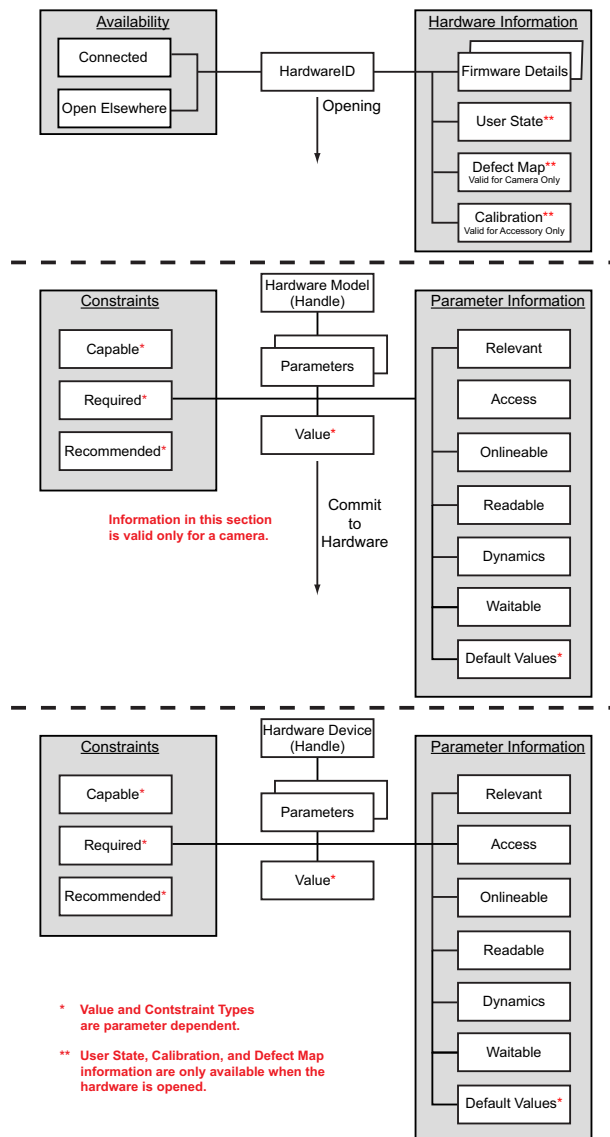 Availability
Connected
Open Elsewhere
HardwareID
Opening
Hardware Information
Firmware Details
User State**
Defect Map**
Valid for Camera Only
Calibration**
Valid for Accessory Only
Constraints
Capable*
Required*
Recommended*
Hardware Model
(Handle)
Parameters
Value*
Commit
to
Hardware
Information in this section
is valid only for a camera.
Parameter Information
Relevant
Access
Onlineable
Readable
Dynamics
Waitable
Default Values*
Constraints
Capable*
Required*
Recommended*
Hardware Device
(Handle)
Parameters
Value*
Parameter Information
Relevant
Access
Onlineable
Readable
Dynamics
Waitable
Default Values*
* Value and Contstraint Types
are parameter dependent.
** User State, Calibration, and Defect Map
information are only available when the
hardware is opened.